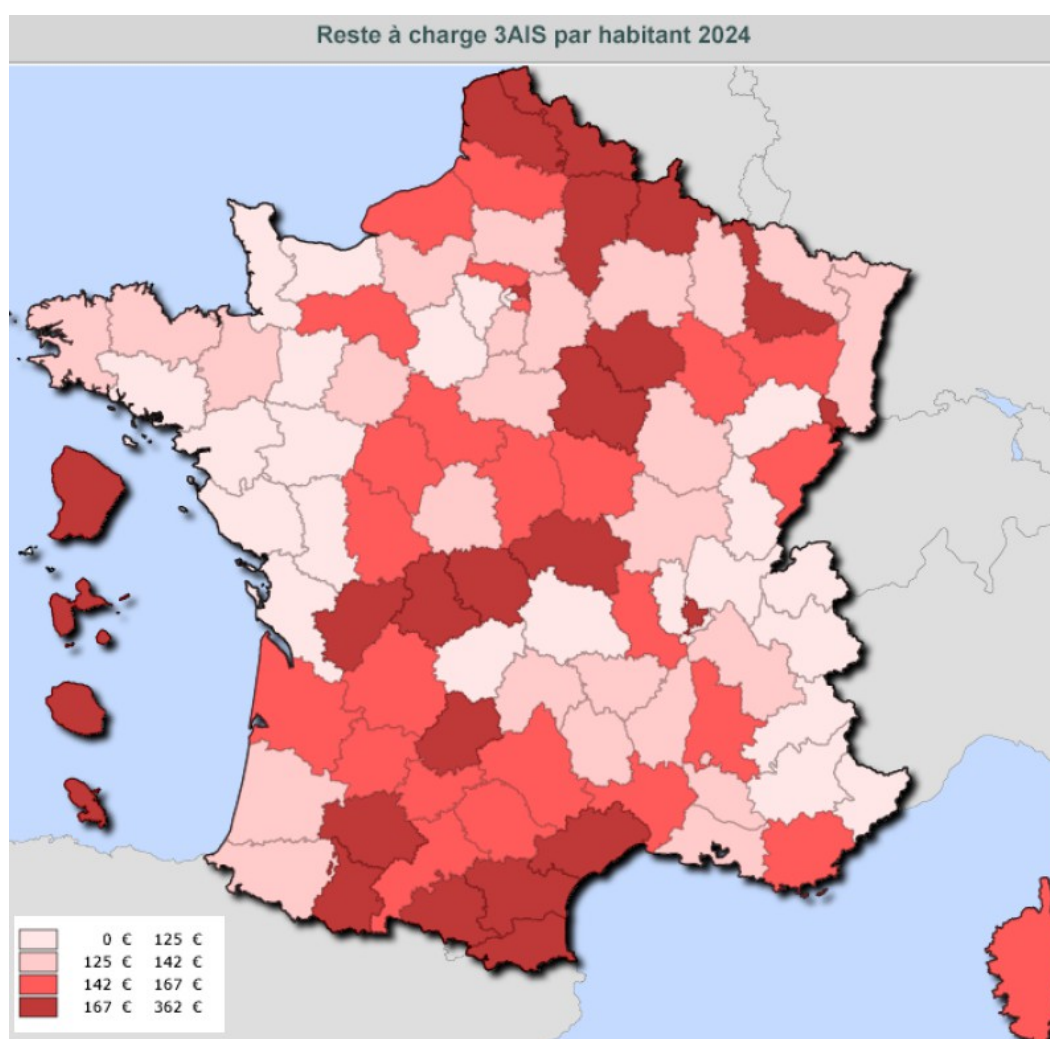 Reste à charge 3AIS par habitant 2024
0 € 125 €
125 € 142 €
142 € 167 €
167 € 362 €